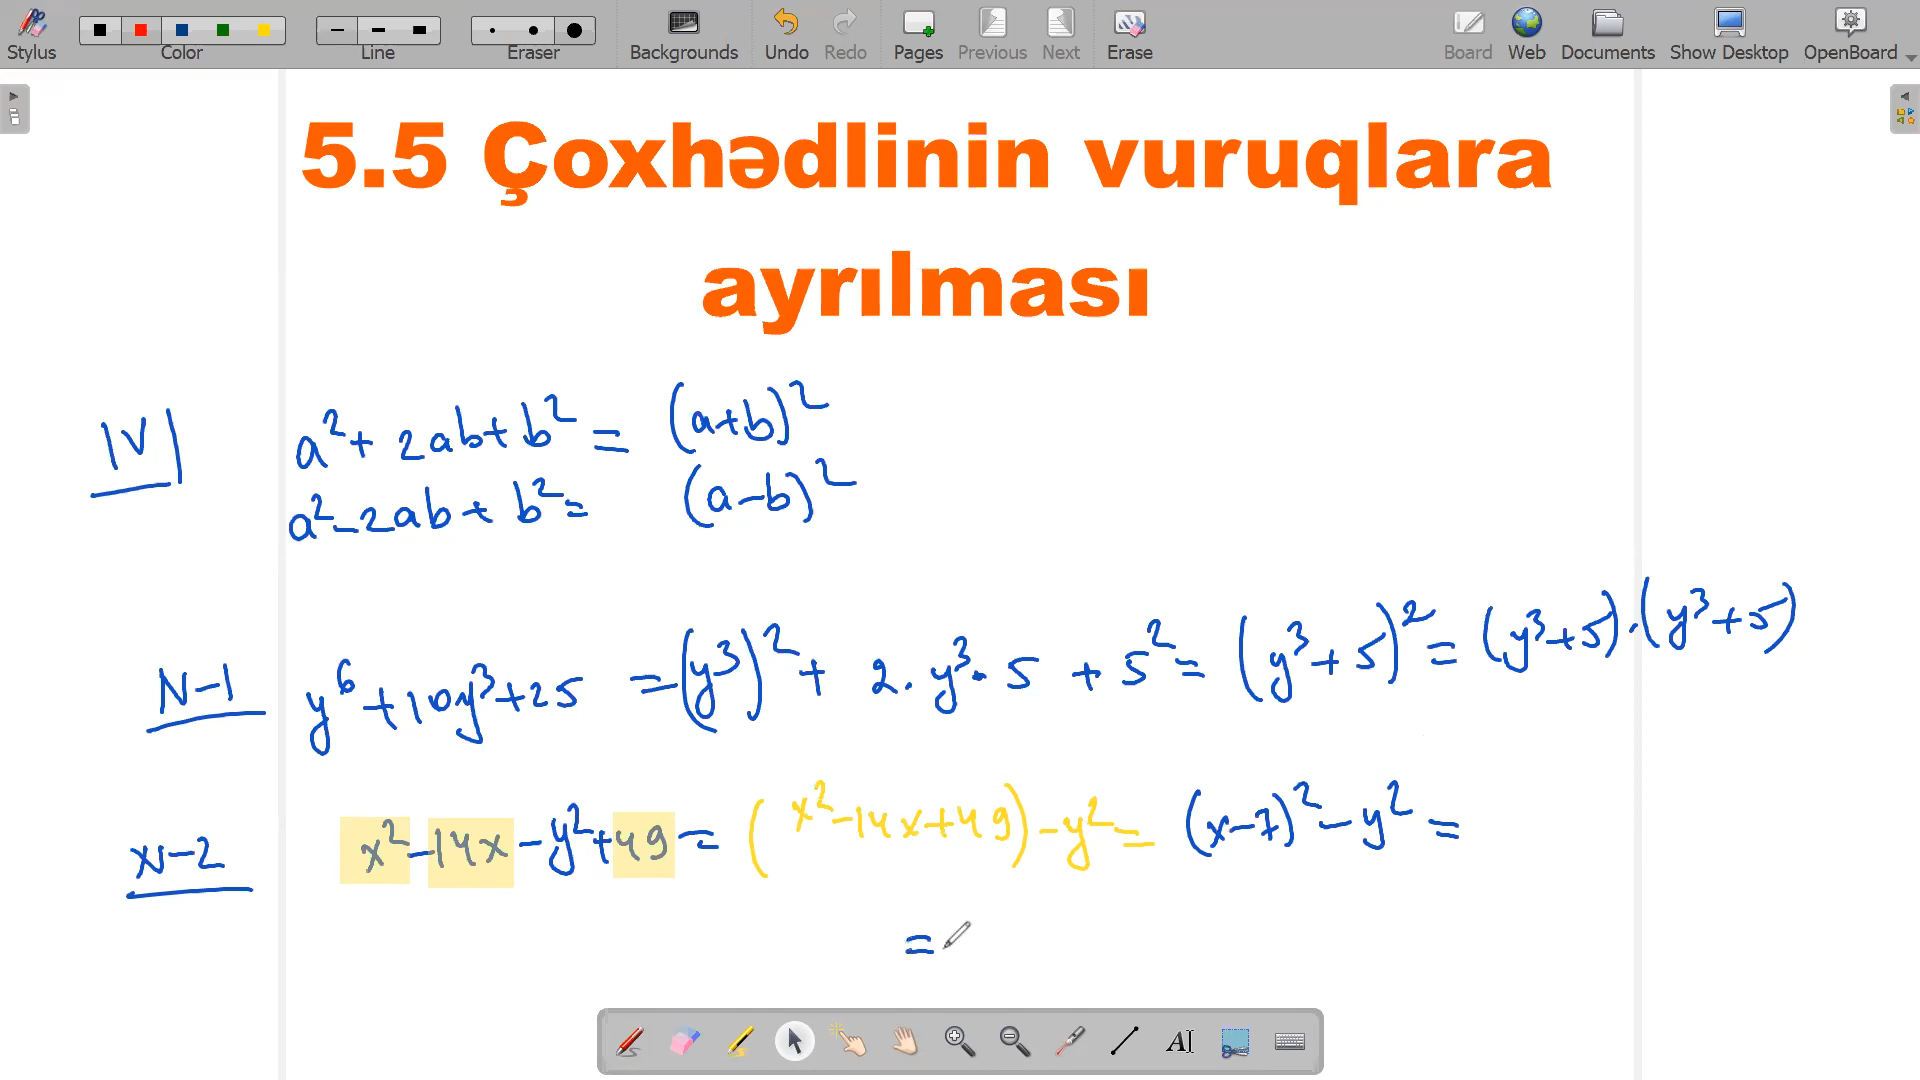 Stylus Color Line Eraser Backgrounds Undo Redo Pages Previous Next Erase Board Web Documents Show Desktop OpenBoard
5.5 Çoxhədlinin vuruqlara
ayrılması
IV| a² + 2ab + b² = (a+b)²
a² - 2ab + b² = (a-b)²
N-1 y⁶ + 10y³ + 25 = (y³)² + 2 · y³ · 5 + 5² = (y³+5)² = (y³+5) · (y³+5)
N-2 x² - 14x - y² + 49 = (x² - 14x + 49) - y² = (x-7)² - y² =
=
AI